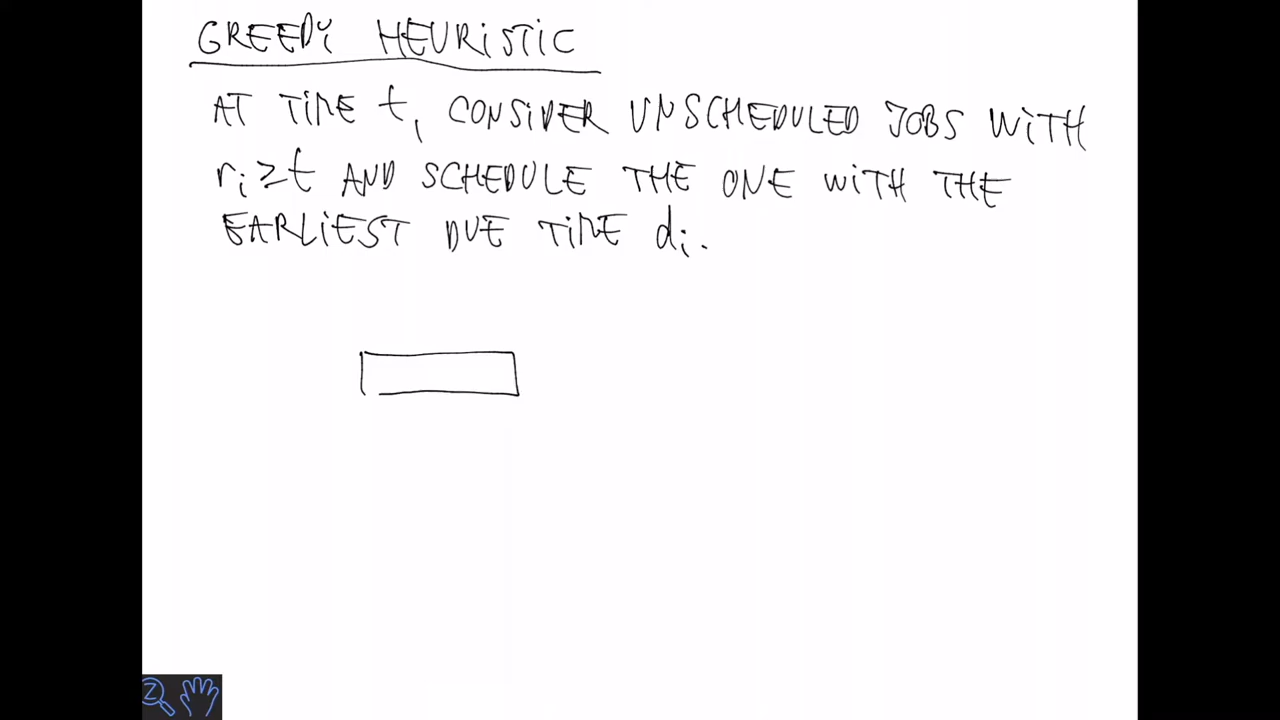 GREEDY HEURISTIC
AT TIME t, CONSIDER UNSCHEDULED JOBS WITH
ri ≥ t AND SCHEDULE THE ONE WITH THE
EARLIEST DUE TIME di.
Z